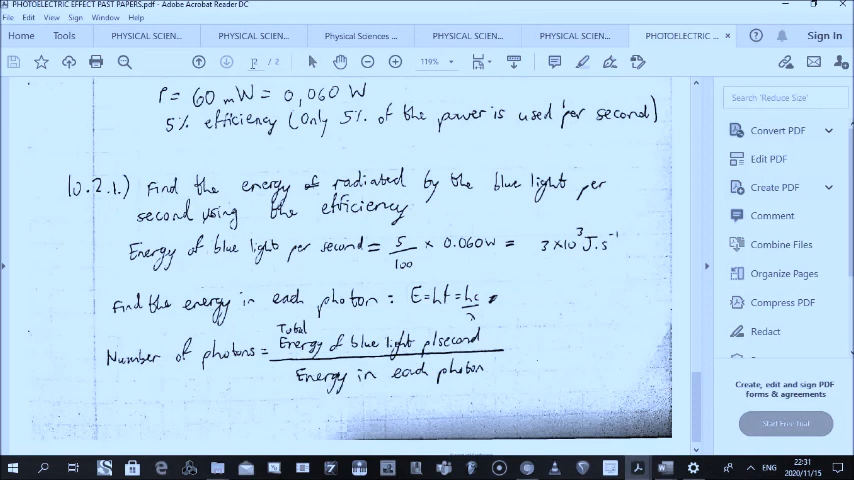 PHOTOELECTRIC EFFECT PAST PAPERS.pdf - Adobe Acrobat Reader DC
File Edit View Sign Window Help
Home Tools PHYSICAL SCIEN... PHYSICAL SCIEN... Physical Sciences ... PHYSICAL SCIEN... PHYSICAL SCIEN... PHOTOELECTRIC ... × Sign In
2 / 2 119%
P = 60 mW = 0,060 W
5% efficiency (Only 5% of the power is used per second)
10.2.1.) Find the energy of radiated by the blue light per
second using the efficiency
Energy of blue light per second = 5/100 × 0.060W = 3 × 10³ J.s⁻¹
Find the energy in each photon: E = hf = hc/λ
Number of photons = Total Energy of blue light p/second
Energy in each photon
Search 'Reduce Size'
Convert PDF
Edit PDF
Create PDF
Comment
Combine Files
Organize Pages
Compress PDF
Redact
Create, edit and sign PDF
forms & agreements
Start Free Trial
ENG
22:31
2020/11/15